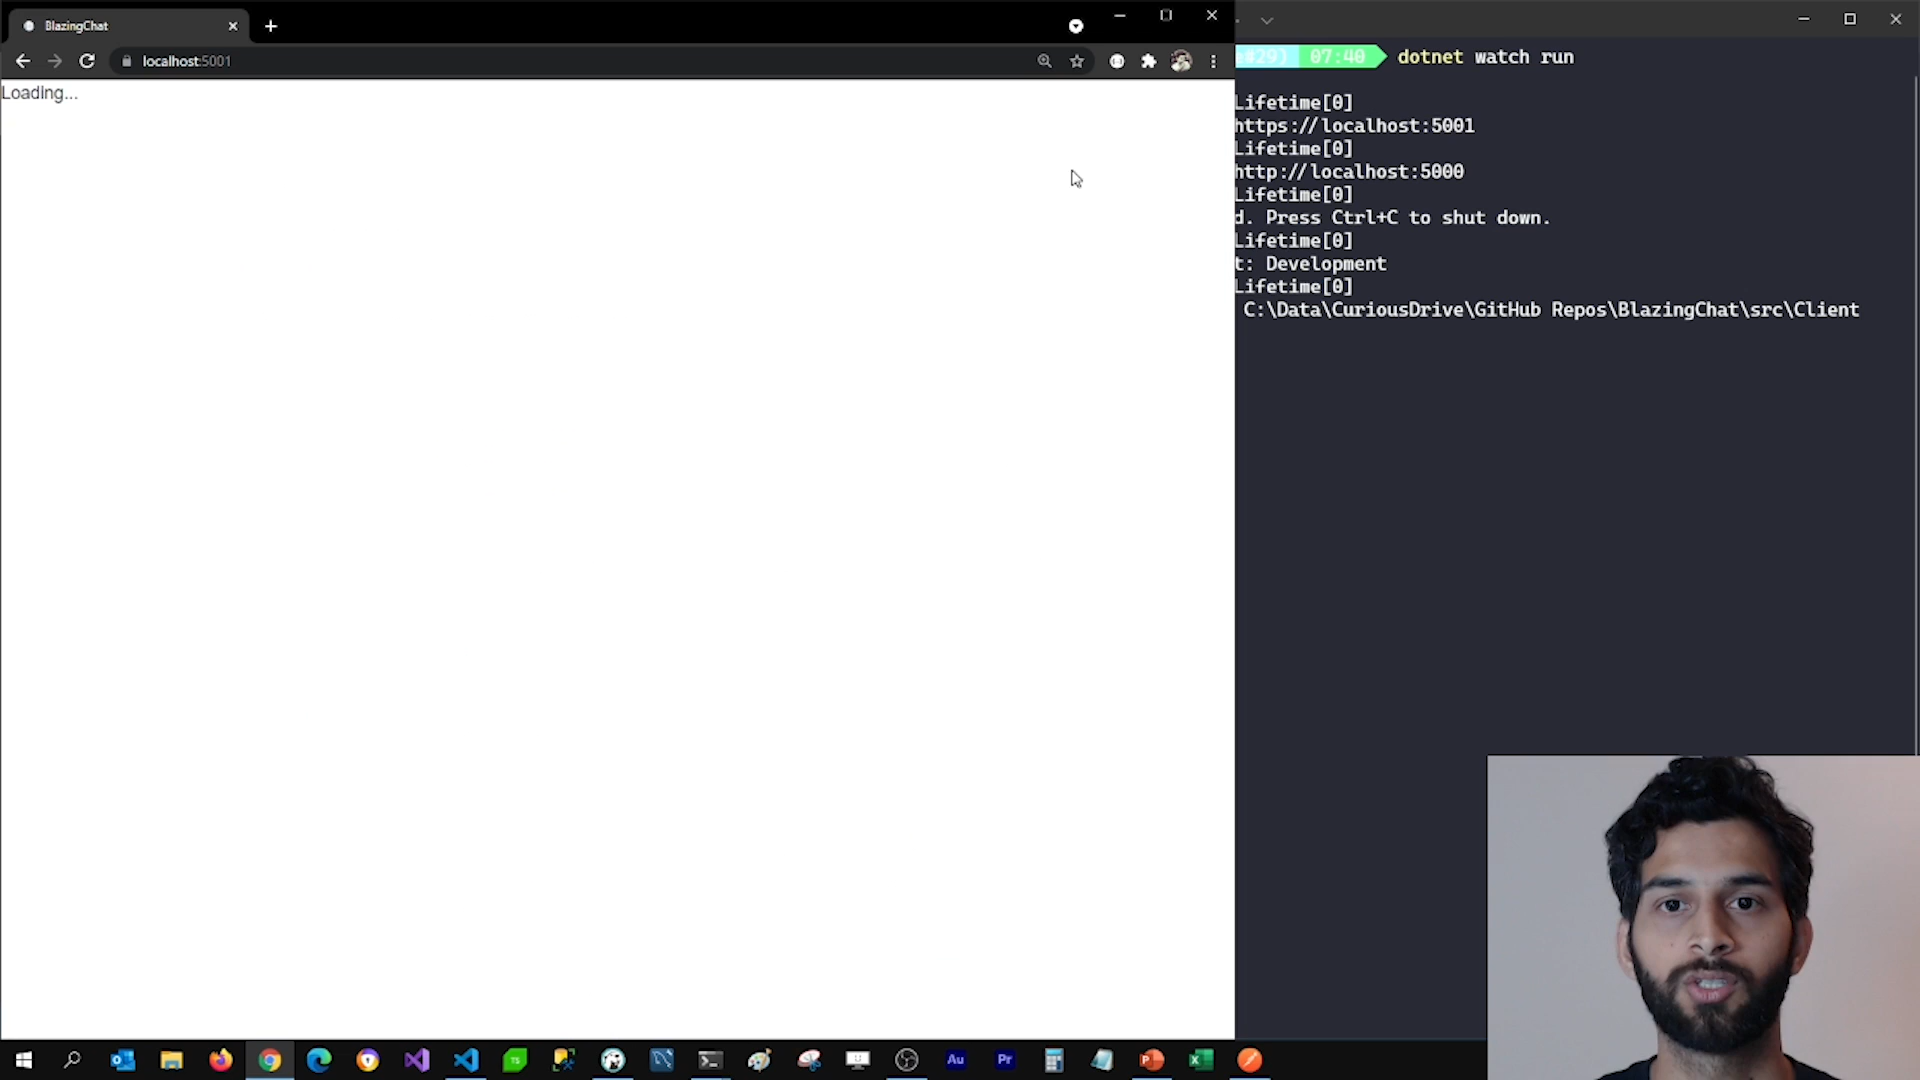 BlazingChat
localhost:5001
Loading...
#29) 07:40 dotnet watch run
Lifetime[0]
https://localhost:5001
Lifetime[0]
http://localhost:5000
Lifetime[0]
d. Press Ctrl+C to shut down.
Lifetime[0]
t: Development
Lifetime[0]
C:\Data\CuriousDrive\GitHub Repos\BlazingChat\src\Client
TS
Au
Pr